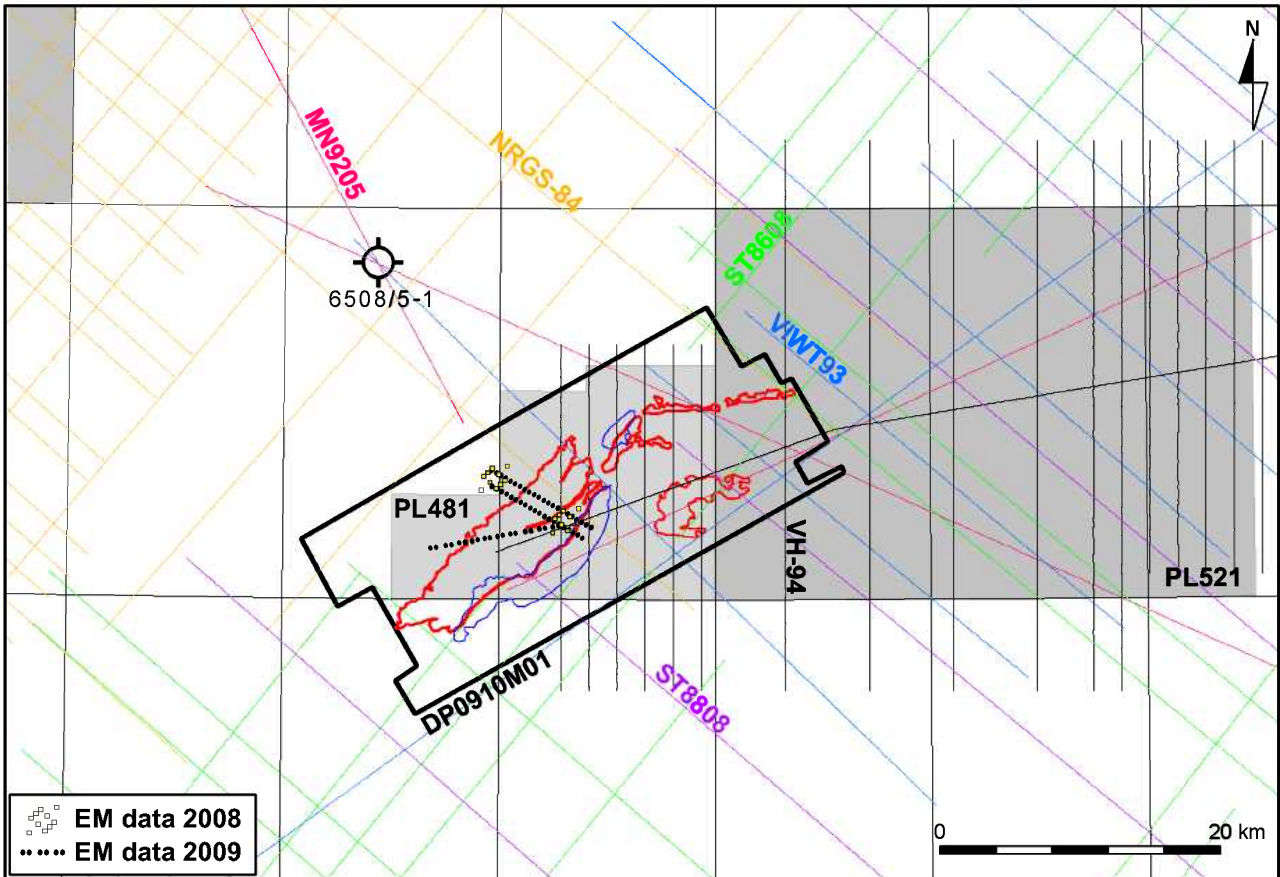 N
MN9205
NRGS-84
ST8608
6508/5-1
VIWT93
PL481
VH-94
PL521
DP0910M01
ST8808
EM data 2008
EM data 2009
0
20 km